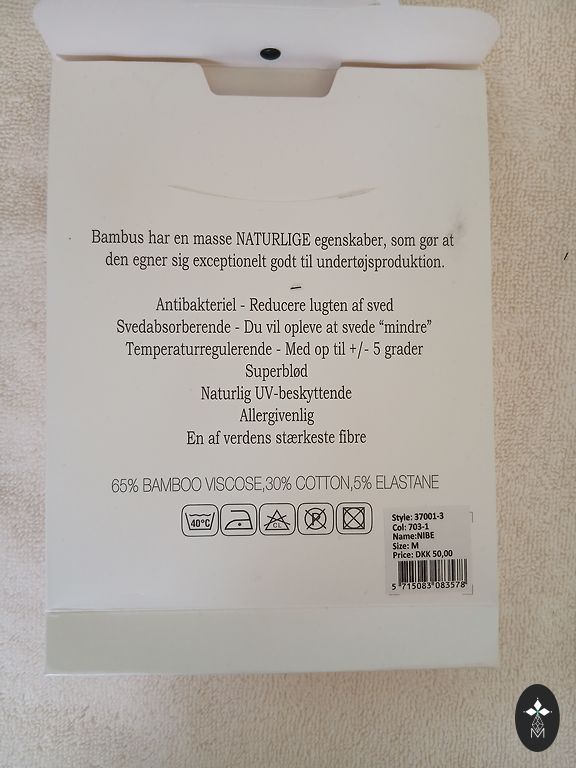 Bambus har en masse NATURLIGE egenskaber, som gør at
den egner sig exceptionelt godt til undertøjsproduktion.
Antibakteriel - Reducere lugten af sved
Svedabsorberende - Du vil opleve at svede “mindre”
Temperaturregulerende - Med op til +/- 5 grader
Superblød
Naturlig UV-beskyttende
Allergivenlig
En af verdens stærkeste fibre
65% BAMBOO VISCOSE,30% COTTON,5% ELASTANE
40°C
CL
P
Style: 37001-3
Col: 703-1
Name:NIBE
Size: M
Price: DKK 50,00
5 715083 083578
M